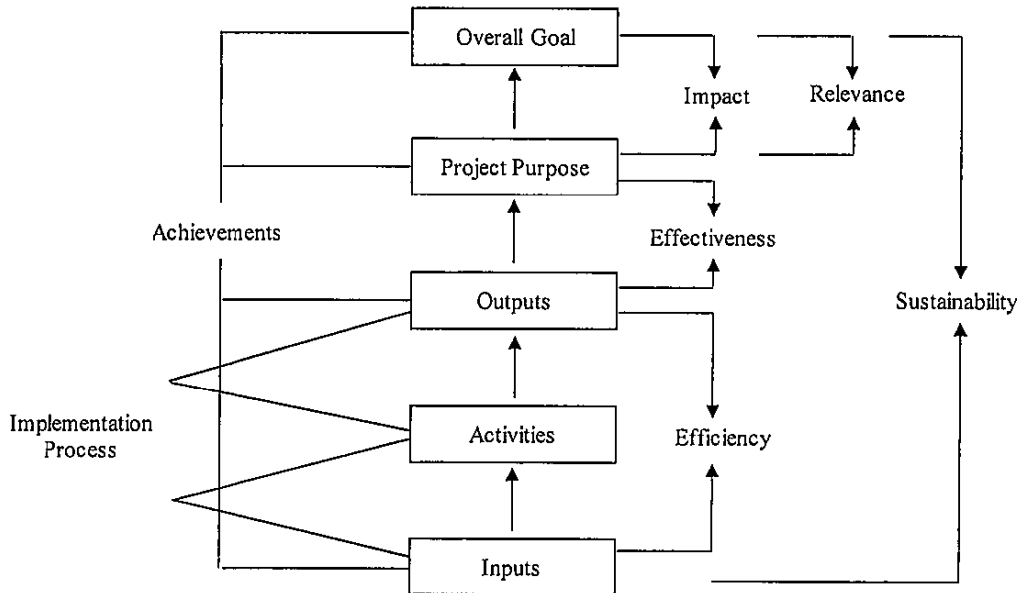 Overall Goal
Impact
Relevance
Project Purpose
Achievements
Effectiveness
Outputs
Sustainability
Implementation
Process
Activities
Efficiency
Inputs